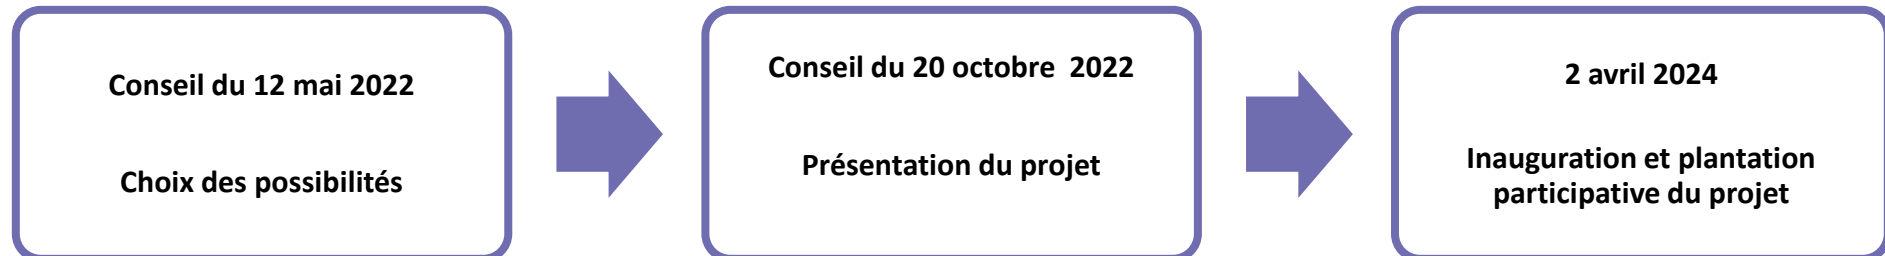 Conseil du 12 mai 2022
Choix des possibilités
Conseil du 20 octobre 2022
Présentation du projet
2 avril 2024
Inauguration et plantation
participative du projet